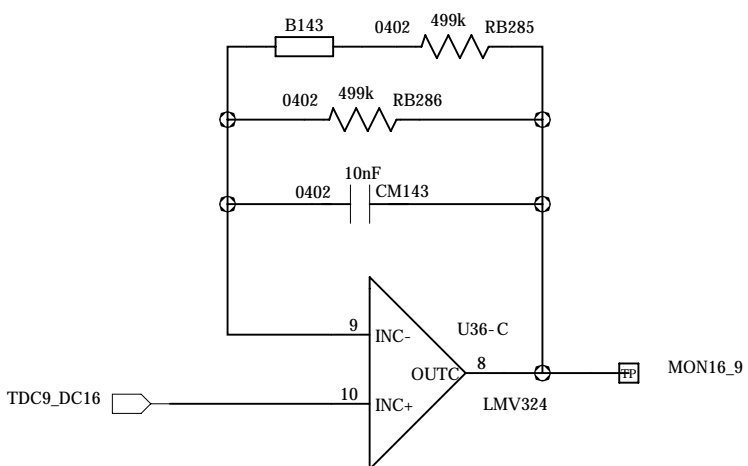 B143 0402 499k RB285
0402 499k RB286
10nF
0402 CM143
9 INC- U36-C
OUTC 8 TP MON16_9
TDC9_DC16 10 INC+ LMV324